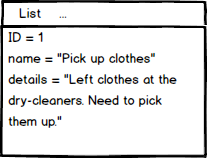 List ...
ID = 1
name = "Pick up clothes"
details = "Left clothes at the
dry-cleaners. Need to pick
them up."